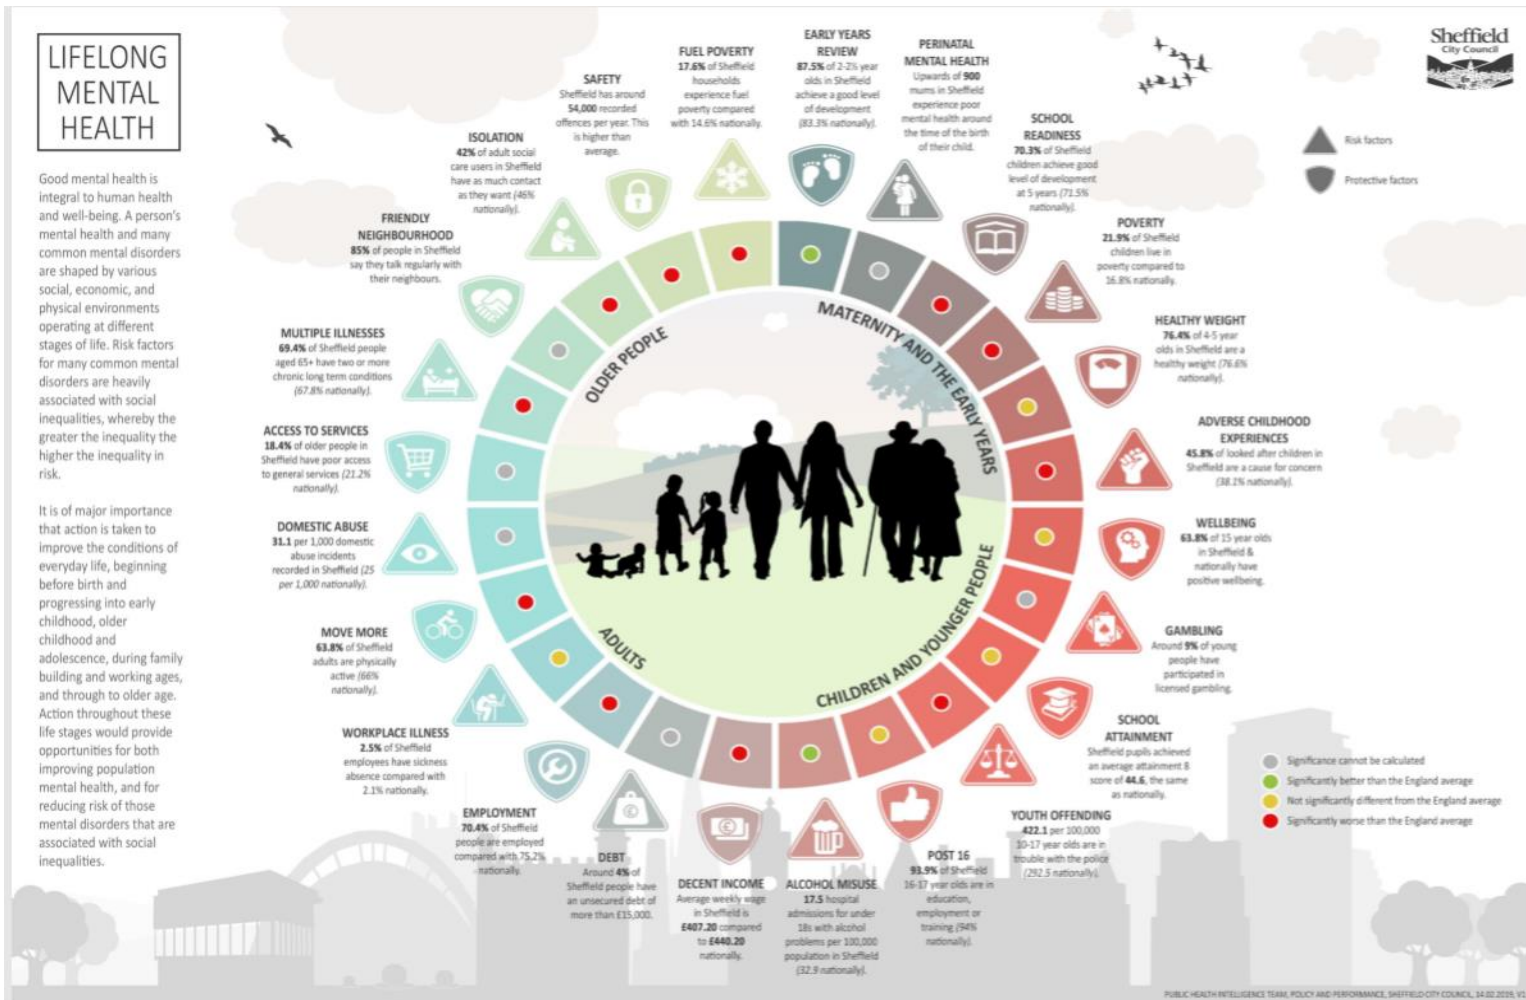 LIFELONG
MENTAL
HEALTH
Good mental health is
integral to human health
and well-being. A person's
mental health and many
common mental disorders
are shaped by various
social, economic, and
physical environments
operating at different
stages of life. Risk factors
for many common mental
disorders are heavily
associated with social
inequalities, whereby the
greater the inequality the
higher the inequality in
risk.
It is of major importance
that action is taken to
improve the conditions of
everyday life, beginning
before birth and
progressing into early
childhood, older
childhood and
adolescence, during family
building and working ages,
and through to older age.
Action throughout these
life stages would provide
opportunities for both
improving population
mental health, and for
reducing risk of those
mental disorders that are
associated with social
inequalities.
EARLY YEARS
REVIEW
87.5% of 2-2½ year
olds in Sheffield
achieve a good level
of development
(83.3% nationally).
PERINATAL
MENTAL HEALTH
Upwards of 900
mums in Sheffield
experience poor
mental health around
the time of the birth
of their child.
SCHOOL
READINESS
70.3% of Sheffield
children achieve good
level of development
at 5 years (71.5%
nationally).
POVERTY
21.9% of Sheffield
children live in
poverty compared to
16.8% nationally.
HEALTHY WEIGHT
76.4% of 4-5 year
olds in Sheffield are a
healthy weight (76.6%
nationally).
ADVERSE CHILDHOOD
EXPERIENCES
45.8% of looked after children in
Sheffield are a cause for concern
(38.1% nationally).
WELLBEING
63.8% of 15 year olds
in Sheffield &
nationally have
positive wellbeing.
GAMBLING
Around 9% of young
people have
participated in
licensed gambling.
SCHOOL
ATTAINMENT
Sheffield pupils achieved
an average attainment 8
score of 44.6, the same
as nationally.
YOUTH OFFENDING
422.1 per 100,000
10-17 year olds are in
trouble with the police
(292.5 nationally).
POST 16
93.9% of Sheffield
16-17 year olds are in
education,
employment or
training (94%
nationally).
ALCOHOL MISUSE
17.5 hospital
admissions for under
18s with alcohol
problems per 100,000
population in Sheffield
(32.9 nationally).
DECENT INCOME
Average weekly wage
in Sheffield is
£407.20 compared
to £440.20
nationally.
DEBT
Around 4% of
Sheffield people have
an unsecured debt of
more than £15,000.
EMPLOYMENT
70.4% of Sheffield
people are employed
compared with 75.2%
nationally.
WORKPLACE ILLNESS
2.5% of Sheffield
employees have sickness
absence compared with
2.1% nationally.
MOVE MORE
63.8% of Sheffield
adults are physically
active (66%
nationally).
DOMESTIC ABUSE
31.1 per 1,000 domestic
abuse incidents
recorded in Sheffield (25
per 1,000 nationally).
ACCESS TO SERVICES
18.4% of older people in
Sheffield have poor access
to general services (21.2%
nationally).
MULTIPLE ILLNESSES
69.4% of Sheffield people
aged 65+ have two or more
chronic long term conditions
(67.8% nationally).
FRIENDLY
NEIGHBOURHOOD
85% of people in Sheffield
say they talk regularly with
their neighbours.
ISOLATION
42% of adult social
care users in Sheffield
have as much contact
as they want (46%
nationally).
SAFETY
Sheffield has around
54,000 recorded
offences per year. This
is higher than
average.
FUEL POVERTY
17.6% of Sheffield
households
experience fuel
poverty compared
with 14.6% nationally.
MATERNITY AND THE EARLY YEARS
CHILDREN AND YOUNGER PEOPLE
ADULTS
OLDER PEOPLE
Sheffield
City Council
Risk factors
Protective factors
Significance cannot be calculated
Significantly better than the England average
Not significantly different from the England average
Significantly worse than the England average
PUBLIC HEALTH INTELLIGENCE TEAM, POLICY AND PERFORMANCE, SHEFFIELD CITY COUNCIL, 14.02.2019, V1